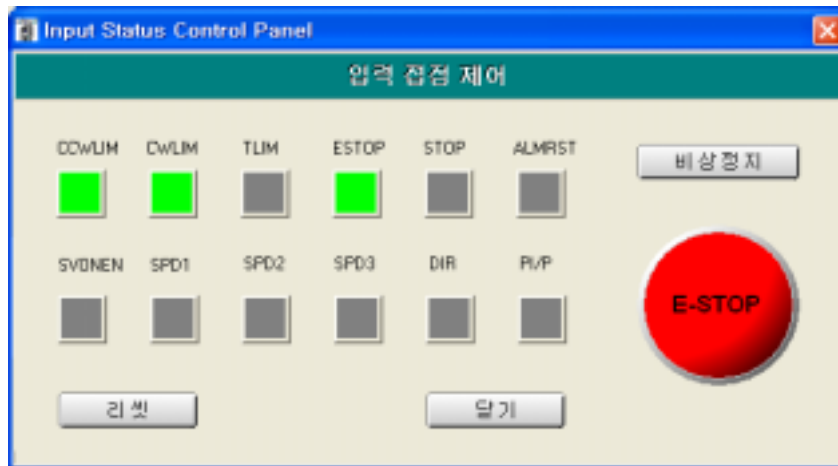 Input Status Control Panel
입력 접점 제어
CCWLIM CWLIM TLIM ESTOP STOP ALMRST
비상정지
SVONEN SPD1 SPD2 SPD3 DIR PI/P
E-STOP
리셋 닫기